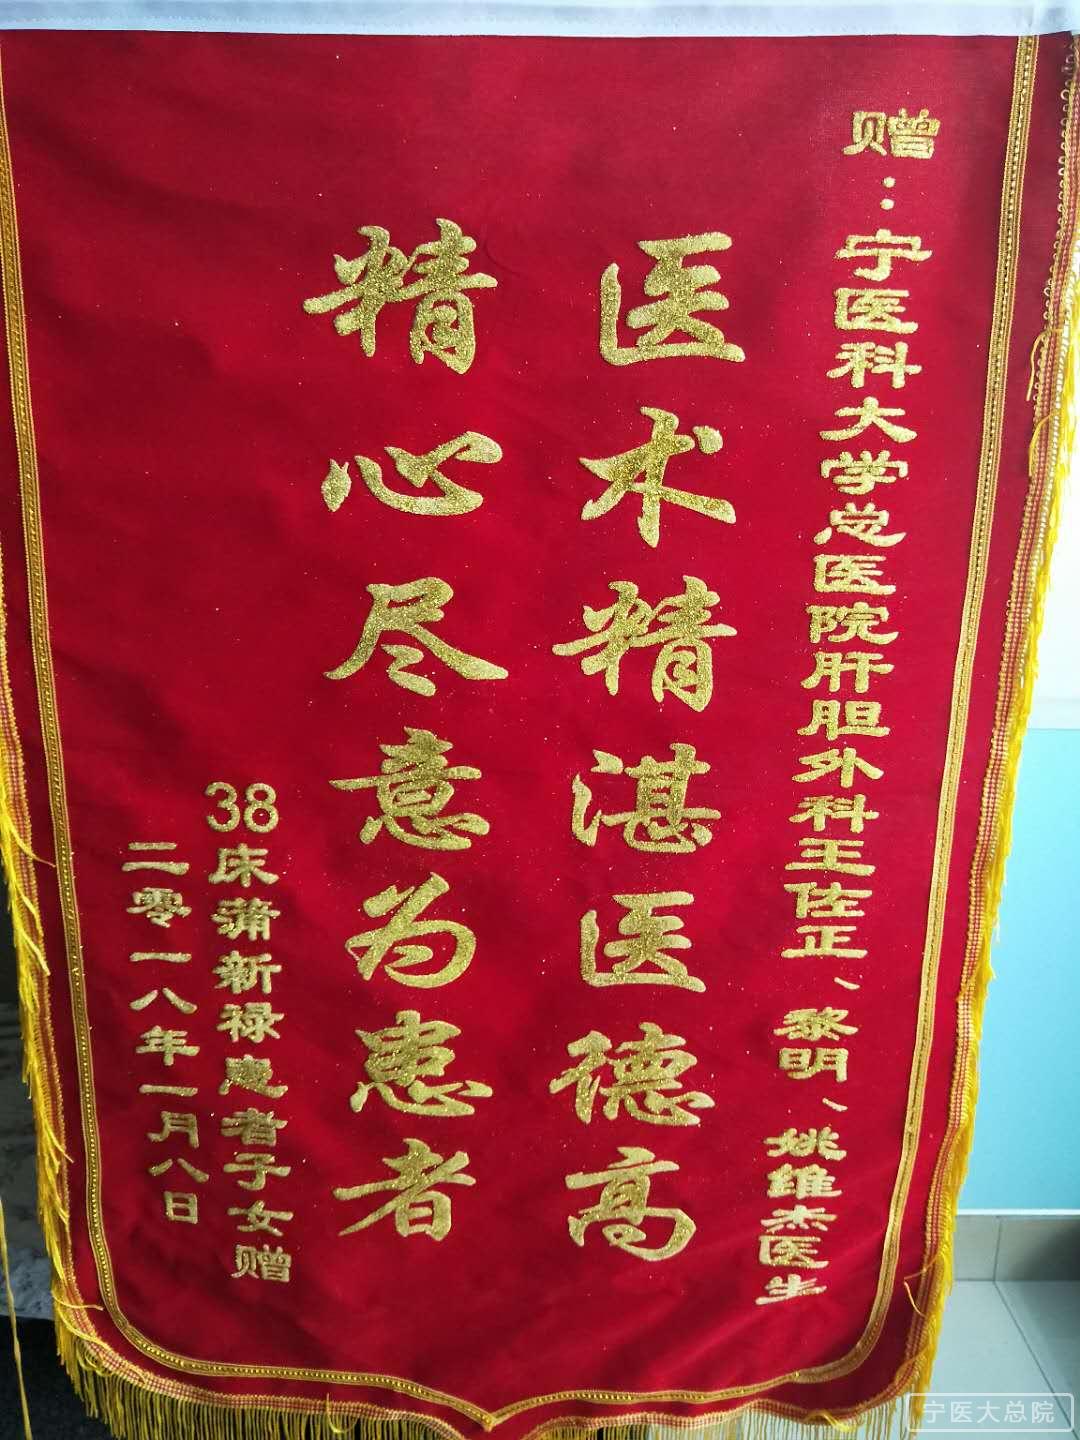 赠：宁医科大学总医院肝胆外科王佐正、黎明、姚维杰医生
医术精湛医德高
精心尽意为患者
38床蒲新禄患者子女赠
二零一八年一月八日
宁医大总院